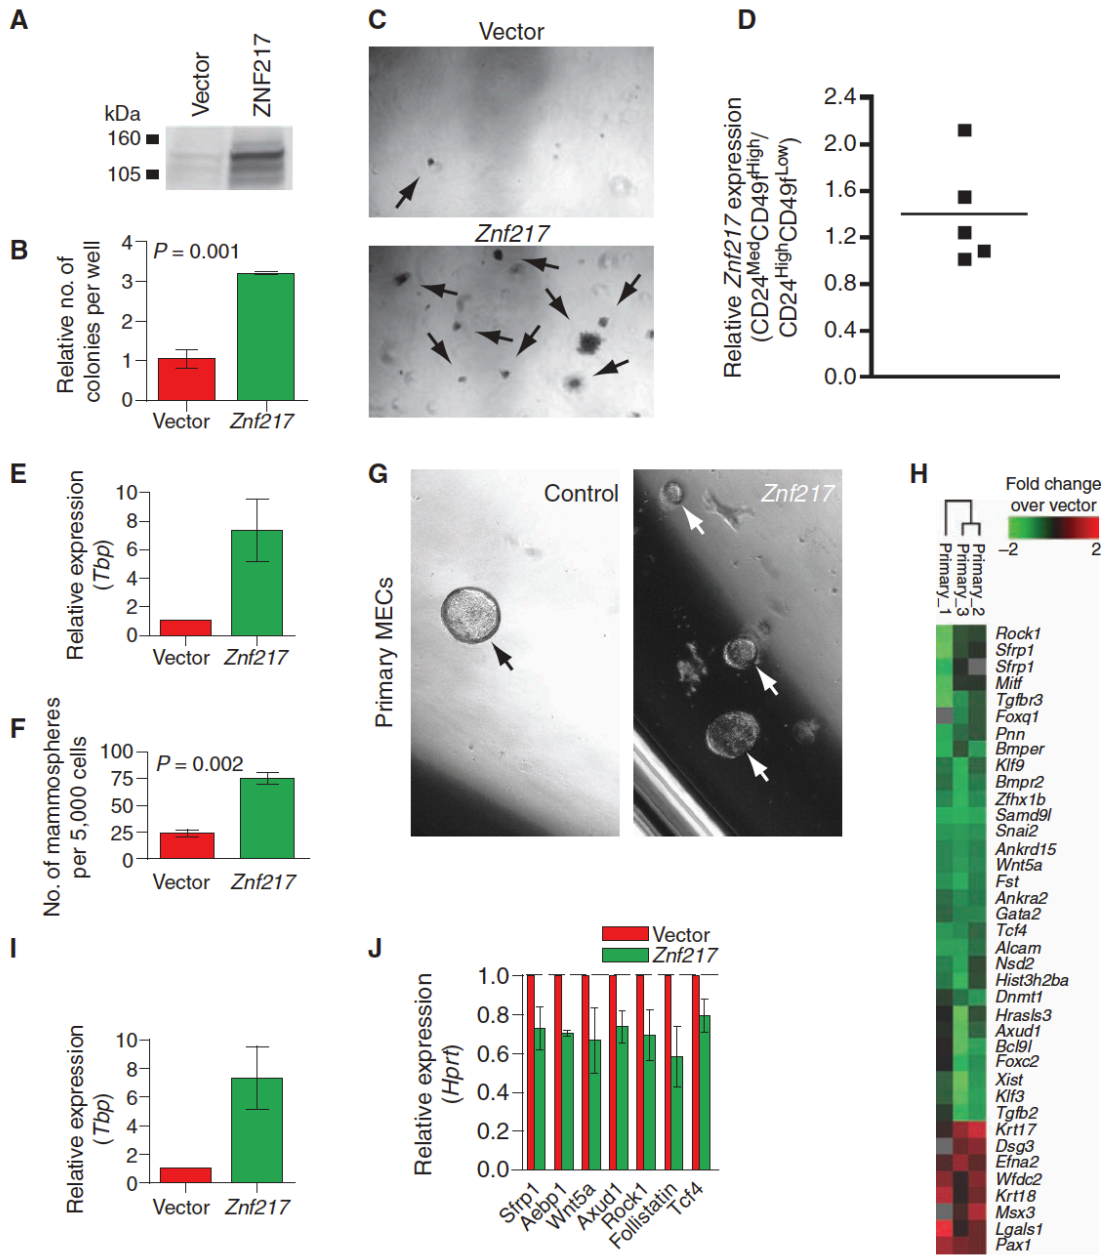 A
Vector
ZNF217
kDa
160
105
B
Relative no. of
colonies per well
4
3
2
1
0
P = 0.001
Vector
Znf217
C
Vector
Znf217
D
Relative Znf217 expression
(CD24MedCD49fHigh/
CD24HighCD49fLow)
2.4
2.0
1.6
1.2
0.8
0.4
0.0
E
Relative expression
(Tbp)
10
8
6
4
2
0
Vector
Znf217
F
No. of mammospheres
per 5,000 cells
100
75
50
25
0
P = 0.002
Vector
Znf217
G
Primary MECs
Control
Znf217
H
Fold change
over vector
–2
2
Primary_1
Primary_3
Primary_2
Rock1
Sfrp1
Sfrp1
Mitf
Tgfbr3
Foxq1
Pnn
Bmper
Klf9
Bmpr2
Zfhx1b
Samd9l
Snai2
Ankrd15
Wnt5a
Fst
Ankra2
Gata2
Tcf4
Alcam
Nsd2
Hist3h2ba
Dnmt1
Hrasls3
Axud1
Bcl9l
Foxc2
Xist
Klf3
Tgfb2
Krt17
Dsg3
Efna2
Wfdc2
Krt18
Msx3
Lgals1
Pax1
I
Relative expression
(Tbp)
10
8
6
4
2
0
Vector
Znf217
J
Vector
Znf217
Relative expression
(Hprt)
1.0
0.8
0.6
0.4
0.2
0.0
Sfrp1
Aebp1
Wnt5a
Axud1
Rock1
Follistatin
Tcf4